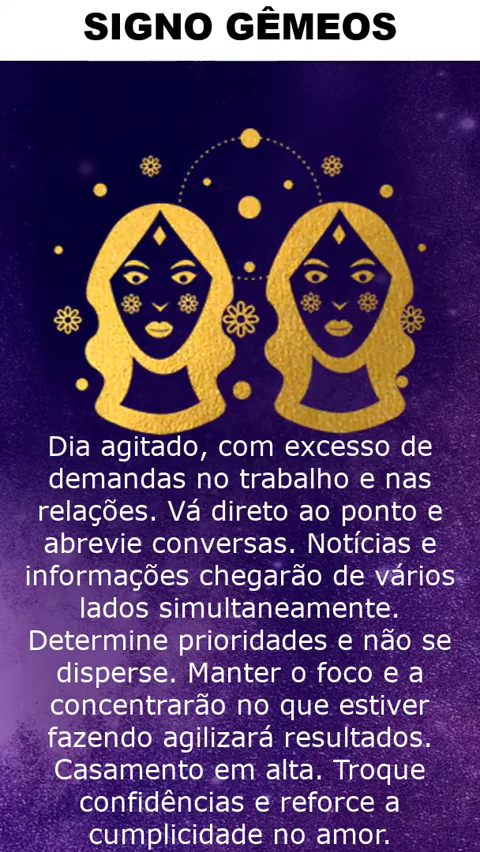 SIGNO GÊMEOS
Dia agitado, com excesso de
demandas no trabalho e nas
relações. Vá direto ao ponto e
abrevie conversas. Notícias e
informações chegarão de vários
lados simultaneamente.
Determine prioridades e não se
disperse. Manter o foco e a
concentrarão no que estiver
fazendo agilizará resultados.
Casamento em alta. Troque
confidências e reforce a
cumplicidade no amor.